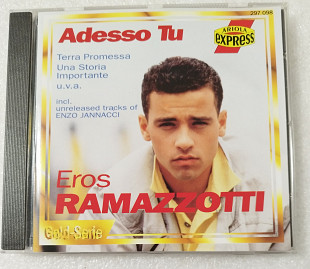 Adesso Tu
ARIOLA
express
297 098
Terra Promessa
Una Storia
Importante
u.v.a.
incl.
unreleased tracks of
ENZO JANNACCI
Eros
RAMAZZOTTI
Gold-Serie